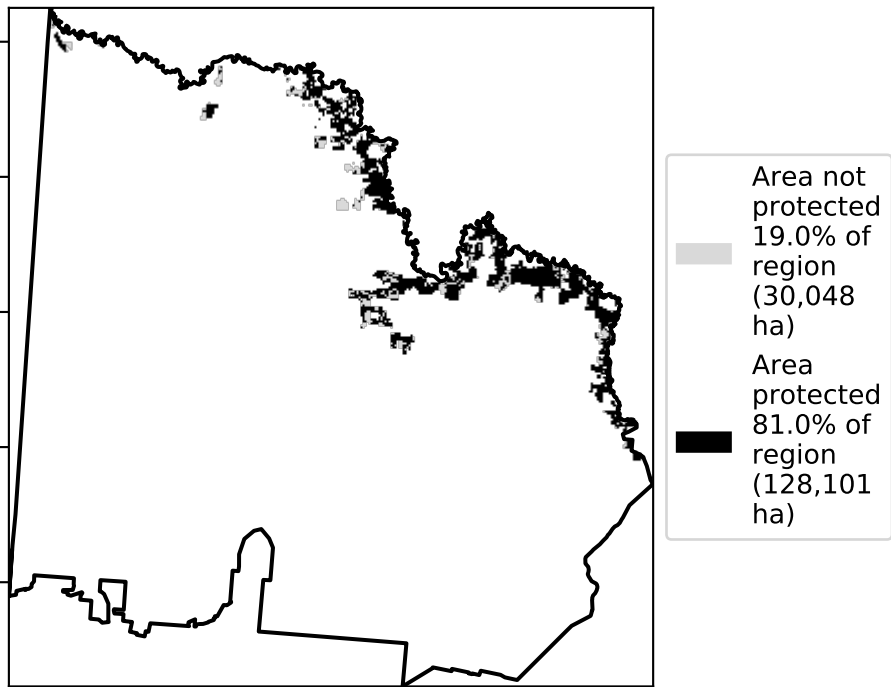 Area not
protected
19.0% of
region
(30,048
ha)
Area
protected
81.0% of
region
(128,101
ha)